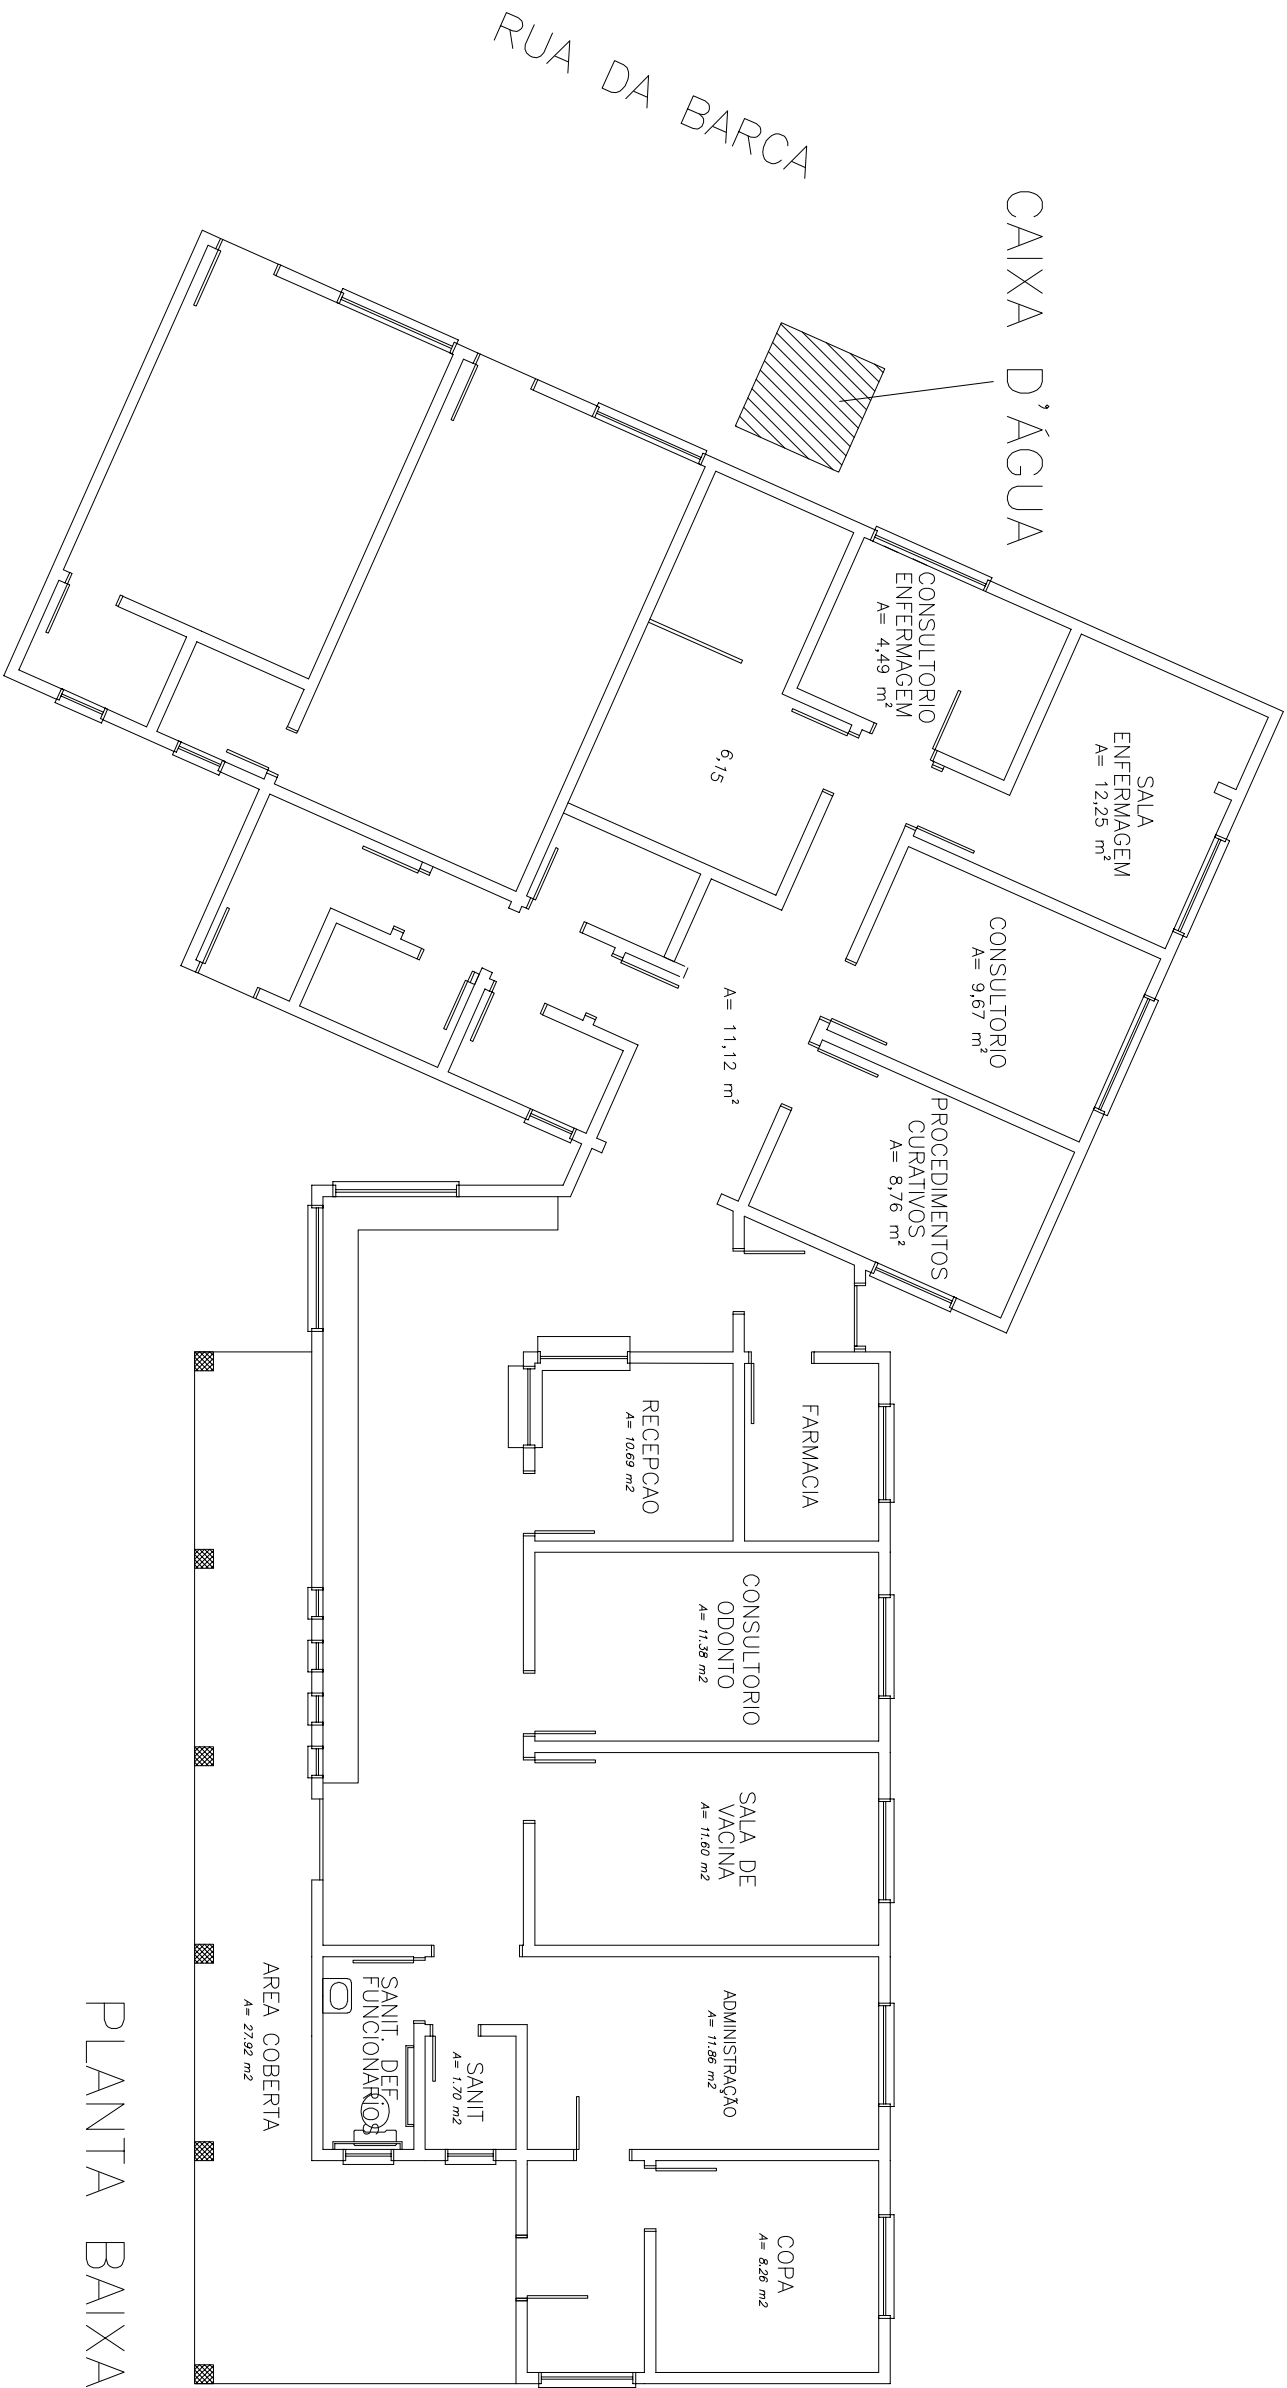 RUA DA BARCA
CAIXA D'ÁGUA
CONSULTORIO
ENFERMAGEM
A= 4,49 m²
SALA
ENFERMAGEM
A= 12,25 m²
6,15
CONSULTORIO
A= 9,67 m²
A= 11,12 m²
PROCEDIMENTOS
CURATIVOS
A= 8,76 m²
FARMACIA
RECEPCAO
A= 10.69 m2
CONSULTORIO
ODONTO
A= 11.38 m2
SALA DE
VACINA
A= 11.60 m2
ADMINISTRAÇÃO
A= 11.86 m2
SANIT
A= 1.70 m2
SANIT. DEF
FUNCIONARIOS
AREA COBERTA
A= 27.92 m2
COPA
A= 8.26 m2
PLANTA BAIXA